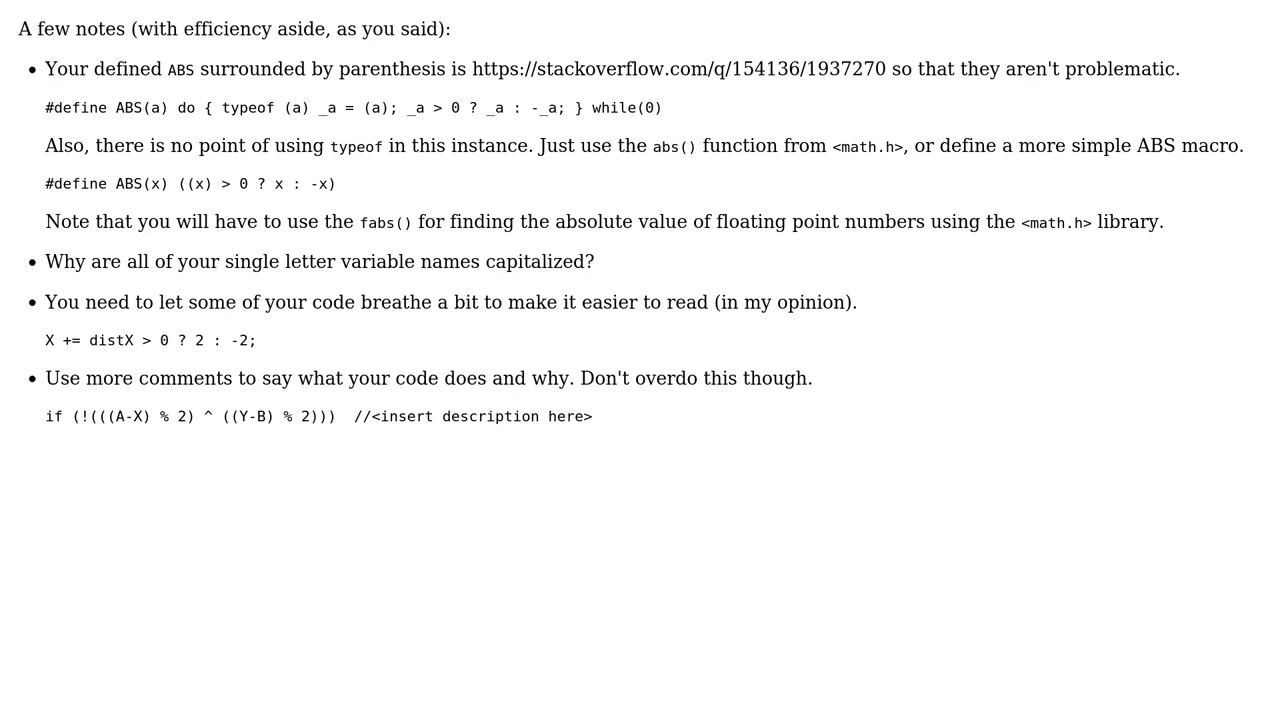 A few notes (with efficiency aside, as you said):
• Your defined ABS surrounded by parenthesis is https://stackoverflow.com/q/154136/1937270 so that they aren't problematic.
#define ABS(a) do { typeof (a) _a = (a); _a > 0 ? _a : -_a; } while(0)
Also, there is no point of using typeof in this instance. Just use the abs() function from <math.h>, or define a more simple ABS macro.
#define ABS(x) ((x) > 0 ? x : -x)
Note that you will have to use the fabs() for finding the absolute value of floating point numbers using the <math.h> library.
• Why are all of your single letter variable names capitalized?
• You need to let some of your code breathe a bit to make it easier to read (in my opinion).
X += distX > 0 ? 2 : -2;
• Use more comments to say what your code does and why. Don't overdo this though.
if (!(((A-X) % 2) ^ ((Y-B) % 2)))  //<insert description here>